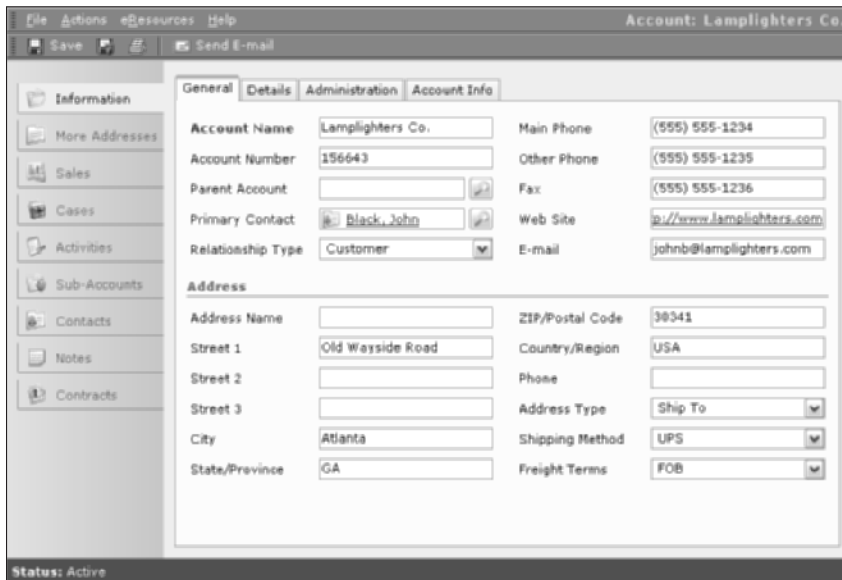 File Actions eResources Help Account: Lamplighters Co.
Save Send E-mail
General Details Administration Account Info
Information
More Addresses
Sales
Cases
Activities
Sub-Accounts
Contacts
Notes
Contracts
Account Name Lamplighters Co. Main Phone (555) 555-1234
Account Number 156643 Other Phone (555) 555-1235
Parent Account Fax (555) 555-1236
Primary Contact Black, John Web Site p://www.lamplighters.com
Relationship Type Customer E-mail johnb@lamplighters.com
Address
Address Name ZIP/Postal Code 30341
Street 1 Old Wayside Road Country/Region USA
Street 2 Phone
Street 3 Address Type Ship To
City Atlanta Shipping Method UPS
State/Province GA Freight Terms FOB
Status: Active